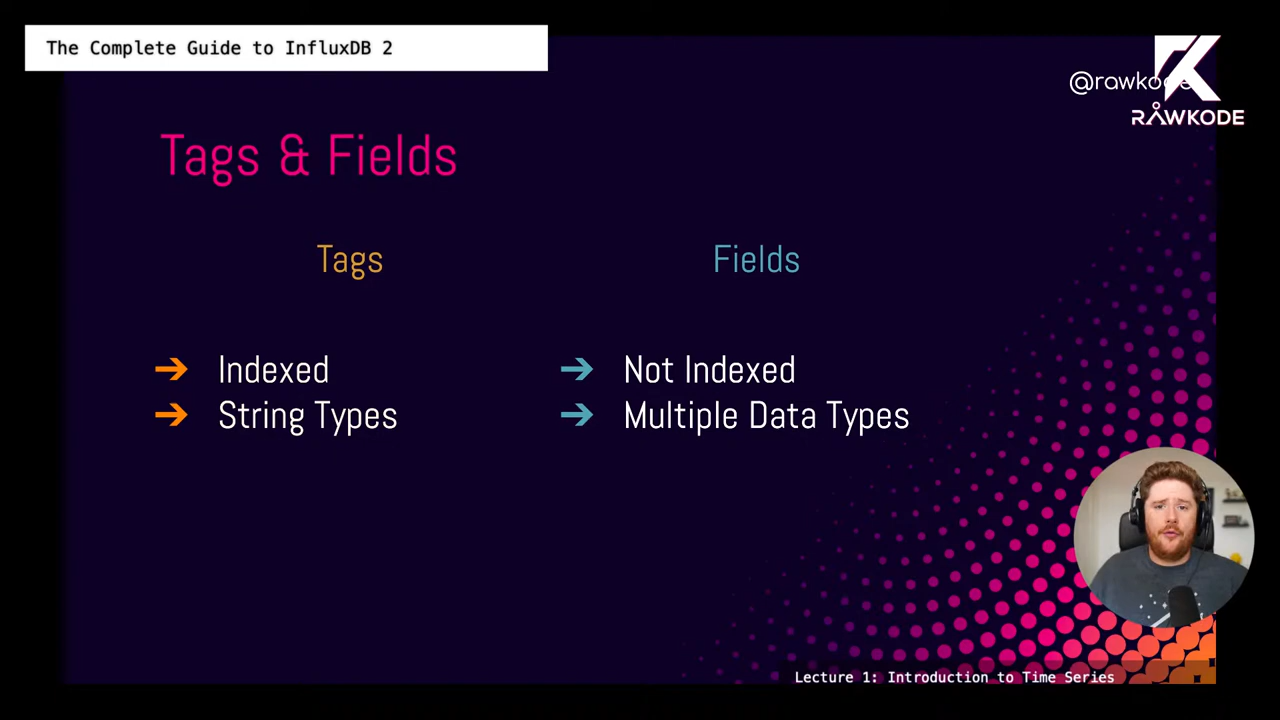 The Complete Guide to InfluxDB 2
@rawkode
RAWKODE
Tags & Fields
Tags
Fields
➔ Indexed
➔ String Types
➔ Not Indexed
➔ Multiple Data Types
Lecture 1: Introduction to Time Series